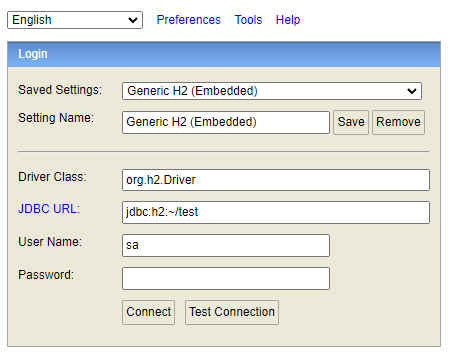 English Preferences Tools Help
Login
Saved Settings: Generic H2 (Embedded)
Setting Name: Generic H2 (Embedded) Save Remove
Driver Class: org.h2.Driver
JDBC URL: jdbc:h2:~/test
User Name: sa
Password:
Connect Test Connection